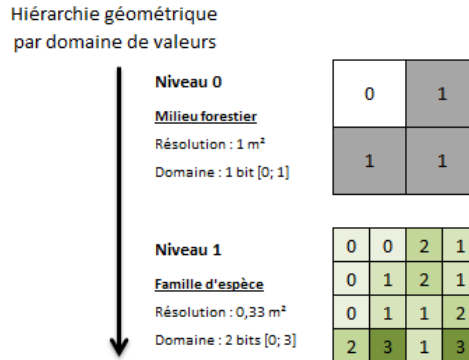 Hiérarchie géométrique
par domaine de valeurs
Niveau 0
Milieu forestier
Résolution : 1 m²
Domaine : 1 bit [0; 1]
0 1
1 1
Niveau 1
Famille d'espèce
Résolution : 0,33 m²
Domaine : 2 bits [0; 3]
0 0 2 1
0 1 2 1
0 1 1 2
2 3 1 3